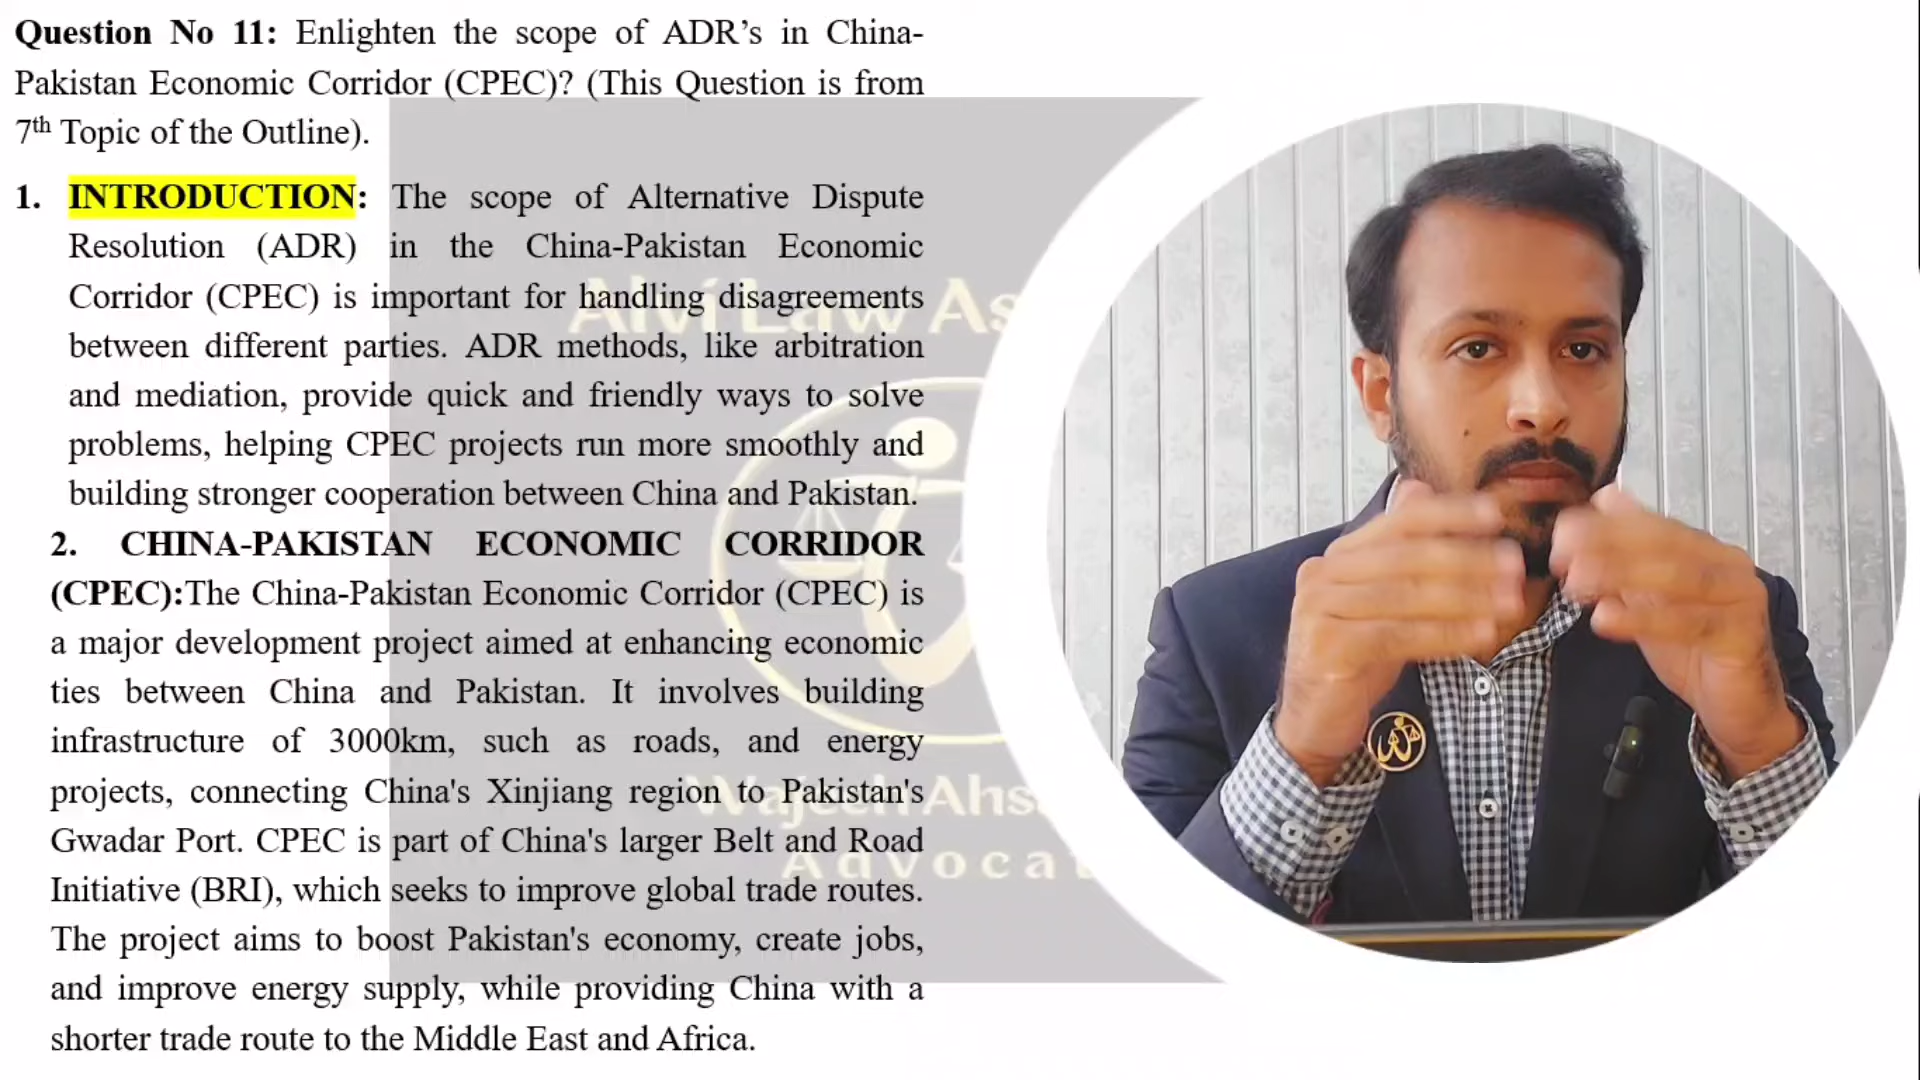 Question No 11: Enlighten the scope of ADR’s in China-
Pakistan Economic Corridor (CPEC)? (This Question is from
7th Topic of the Outline).
1. INTRODUCTION: The scope of Alternative Dispute
Resolution (ADR) in the China-Pakistan Economic
Corridor (CPEC) is important for handling disagreements
between different parties. ADR methods, like arbitration
and mediation, provide quick and friendly ways to solve
problems, helping CPEC projects run more smoothly and
building stronger cooperation between China and Pakistan.
2. CHINA-PAKISTAN ECONOMIC CORRIDOR
(CPEC):The China-Pakistan Economic Corridor (CPEC) is
a major development project aimed at enhancing economic
ties between China and Pakistan. It involves building
infrastructure of 3000km, such as roads, and energy
projects, connecting China's Xinjiang region to Pakistan's
Gwadar Port. CPEC is part of China's larger Belt and Road
Initiative (BRI), which seeks to improve global trade routes.
The project aims to boost Pakistan's economy, create jobs,
and improve energy supply, while providing China with a
shorter trade route to the Middle East and Africa.
Alvi Law As
Wajeeh Ahs
Advocat